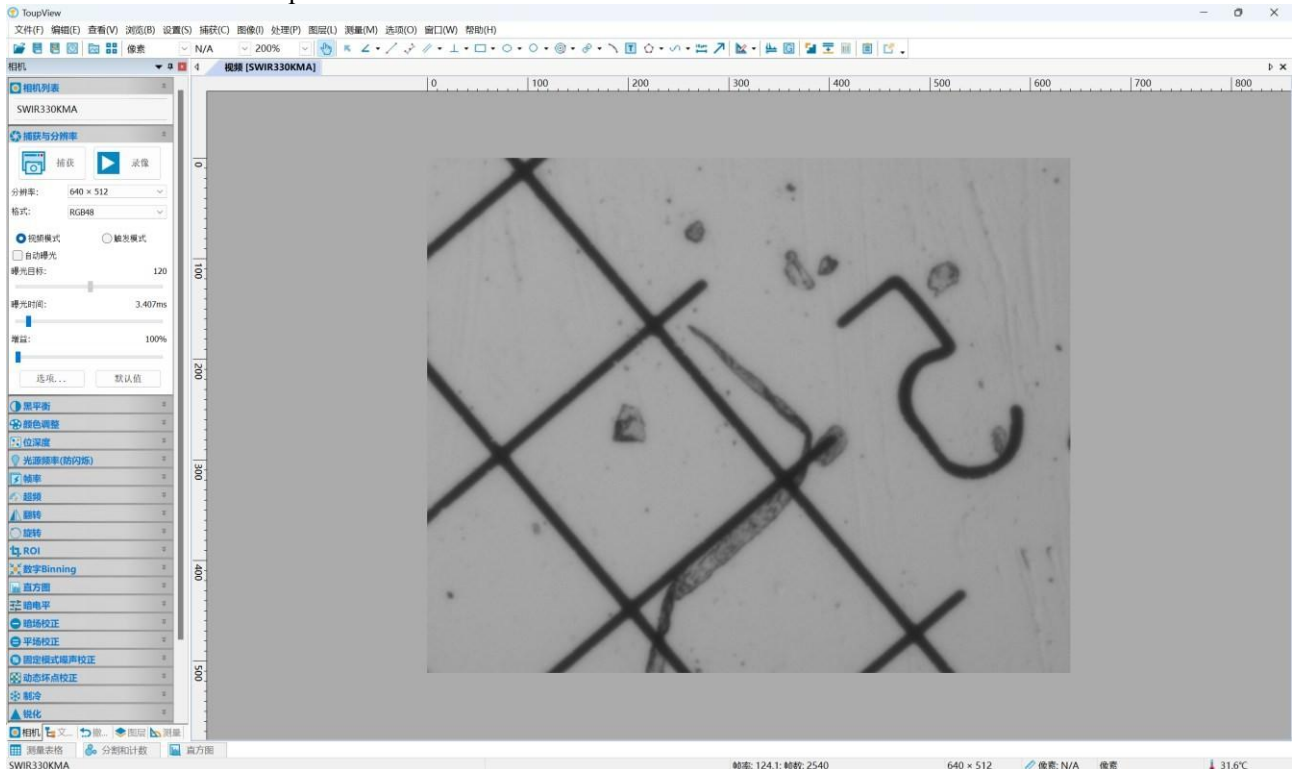 ToupView
文件(F) 编辑(E) 查看(V) 浏览(B) 设置(S) 捕获(C) 图像(I) 处理(P) 图层(L) 测量(M) 选项(O) 窗口(W) 帮助(H)
像素 N/A 200%
相机 视频 [SWIR330KMA]
0 100 200 300 400 500 600 700 800
相机列表
SWIR330KMA
捕获与分辨率
捕获 录像
分辨率: 640 × 512
格式: RGB48
视频模式 触发模式
自动曝光
曝光目标: 120
曝光时间: 3.407ms
增益: 100%
选项... 默认值
黑平衡
颜色调整
位深度
光源频率(防闪烁)
帧率
超频
翻转
旋转
ROI
数字Binning
直方图
暗电平
暗场校正
平场校正
固定模式噪声校正
动态坏点校正
制冷
锐化
0
100
200
300
400
500
5
相机 文... 撤... 图层 测量
测量表格 分割和计数 直方图
SWIR330KMA 帧率: 124.1; 帧数: 2540 640 × 512 像素: N/A 像素 31.6°C